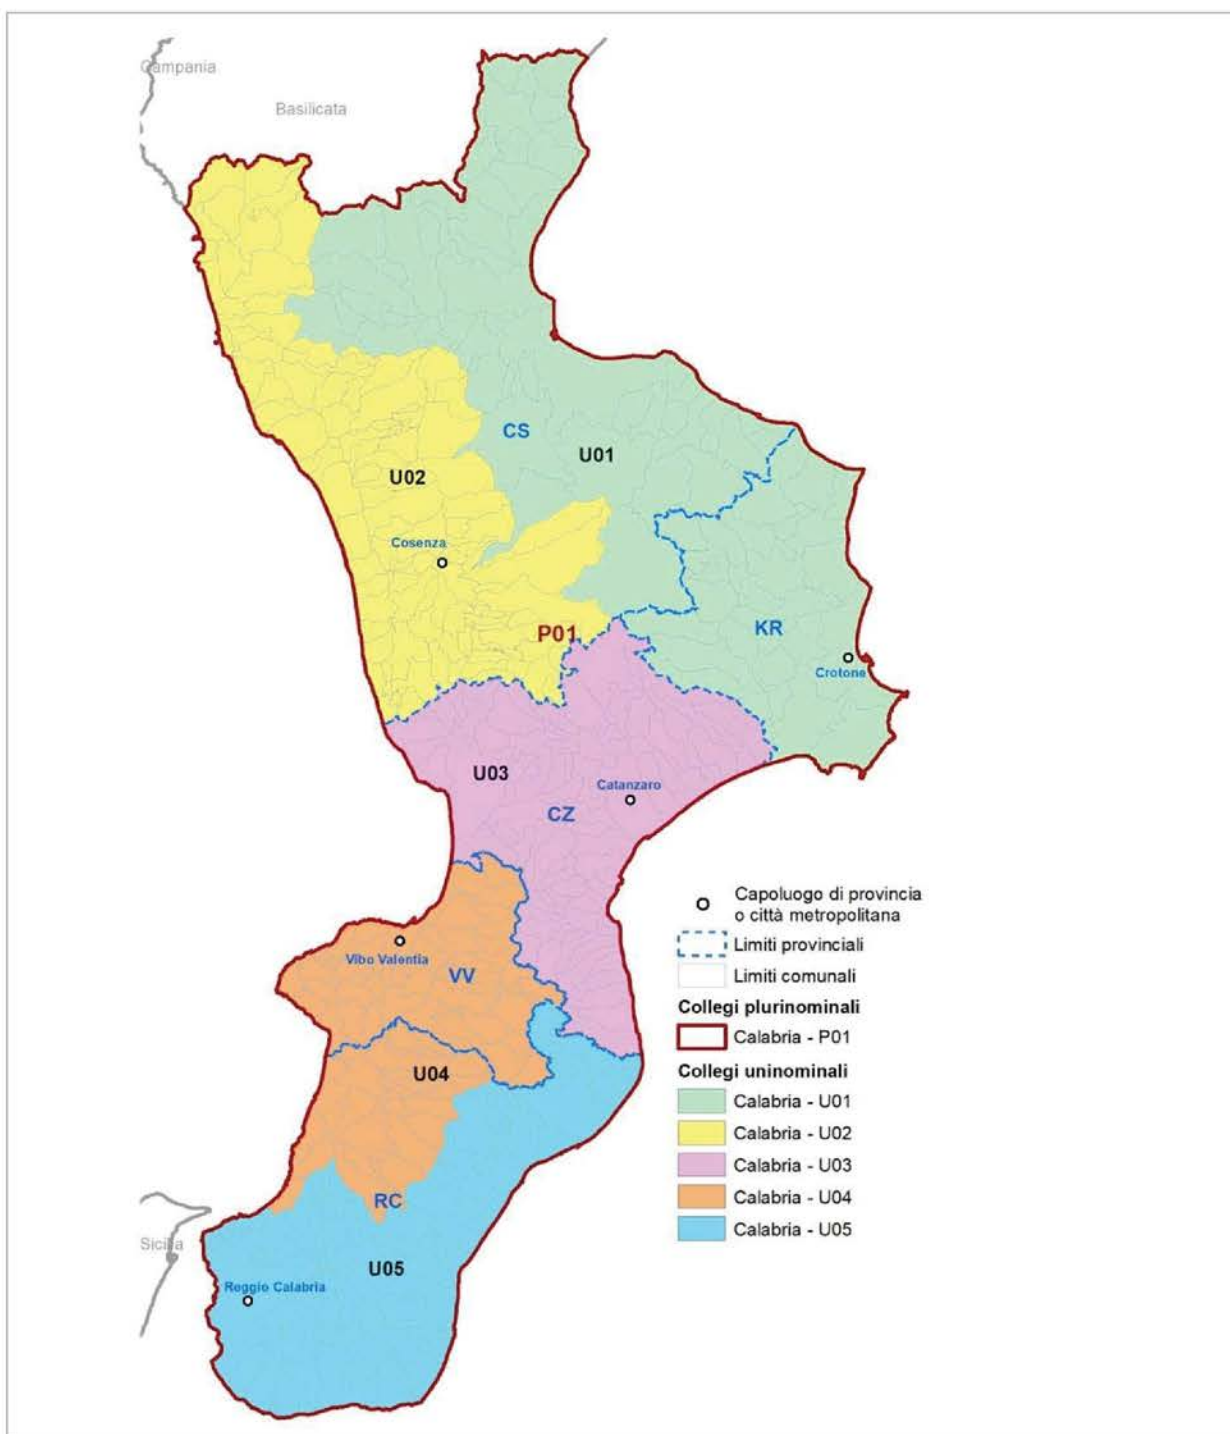 Campania
Basilicata
CS
U01
U02
Cosenza
P01
KR
Crotone
U03
Catanzaro
CZ
Vibo Valentia
VV
U04
RC
Sicilia
U05
Reggio Calabria
Capoluogo di provincia
o città metropolitana
Limiti provinciali
Limiti comunali
Collegi plurinominali
Calabria - P01
Collegi uninominali
Calabria - U01
Calabria - U02
Calabria - U03
Calabria - U04
Calabria - U05